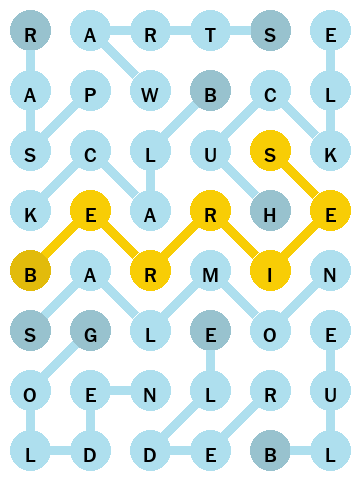 R A R T S E
A P W B C L
S C L U S K
K E A R H E
B A R M I N
S G L E O E
O E N L R U
L D D E B L